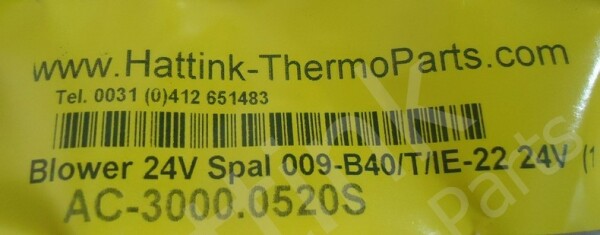 www.Hattink-ThermoParts.com
Tel. 0031 (0)412 651483
Blower 24V Spal 009-B40/T/IE-22 24V (1
AC-3000.0520S